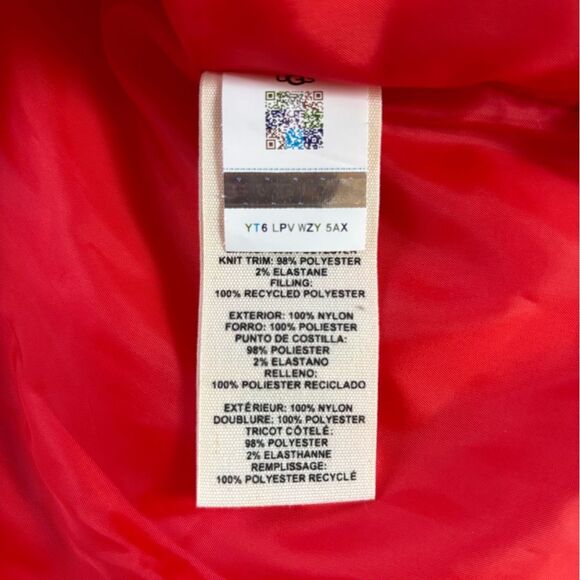 UGG
YT6 LPV WZY 5AX
KNIT TRIM: 98% POLYESTER
2% ELASTANE
FILLING:
100% RECYCLED POLYESTER
EXTERIOR: 100% NYLON
FORRO: 100% POLIESTER
PUNTO DE COSTILLA:
98% POLIESTER
2% ELASTANO
RELLENO:
100% POLIESTER RECICLADO
EXTÉRIEUR: 100% NYLON
DOUBLURE: 100% POLYESTER
TRICOT CÔTELÉ:
98% POLYESTER
2% ELASTHANNE
REMPLISSAGE:
100% POLYESTER RECYCLÉ